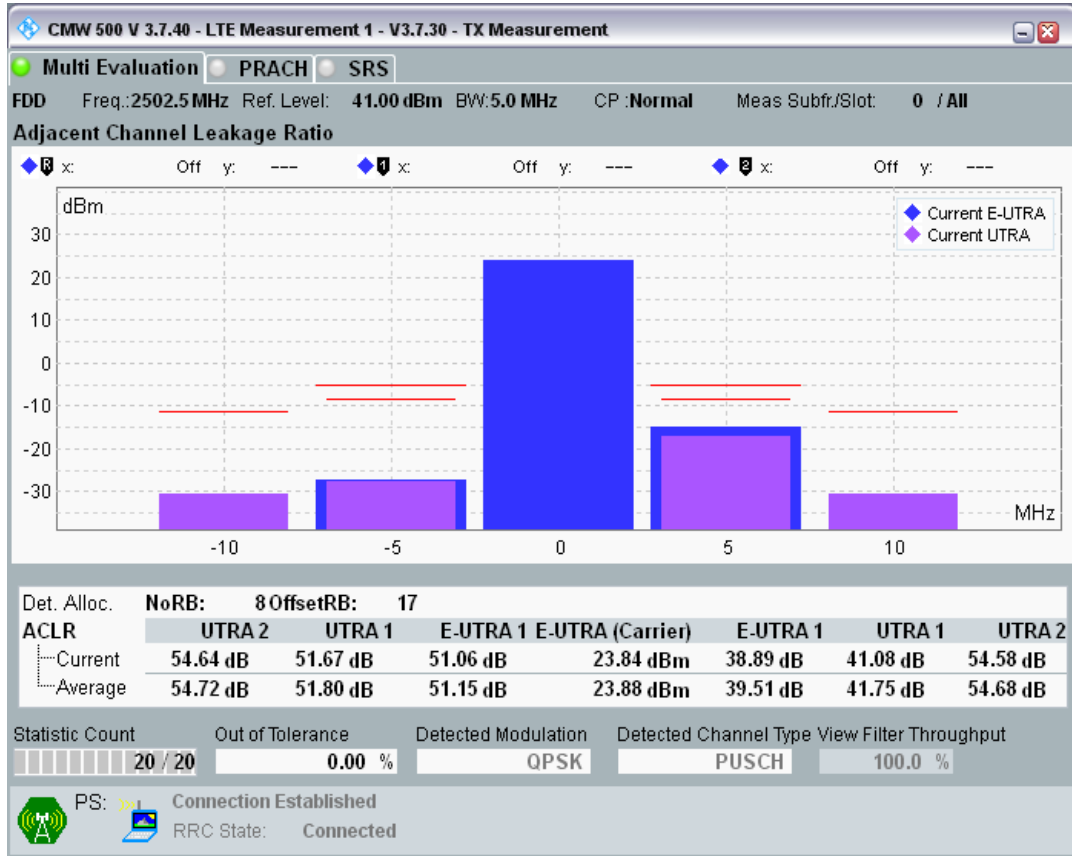 CMW 500 V 3.7.40 - LTE Measurement 1 - V3.7.30 - TX Measurement
Multi Evaluation PRACH SRS
FDD Freq.:2502.5 MHz Ref. Level: 41.00 dBm BW:5.0 MHz CP :Normal Meas Subfr./Slot: 0 / All
Adjacent Channel Leakage Ratio
R x: Off y: --- 1 x: Off y: --- 2 x: Off y: ---
dBm
Current E-UTRA
Current UTRA
30
20
10
0
-10
-20
-30
MHz
-10 -5 0 5 10
Det. Alloc. NoRB: 8 OffsetRB: 17
ACLR UTRA 2 UTRA 1 E-UTRA 1 E-UTRA (Carrier) E-UTRA 1 UTRA 1 UTRA 2
Current 54.64 dB 51.67 dB 51.06 dB 23.84 dBm 38.89 dB 41.08 dB 54.58 dB
Average 54.72 dB 51.80 dB 51.15 dB 23.88 dBm 39.51 dB 41.75 dB 54.68 dB
Statistic Count Out of Tolerance Detected Modulation Detected Channel Type View Filter Throughput
20 / 20 0.00 % QPSK PUSCH 100.0 %
PS: Connection Established
RRC State: Connected